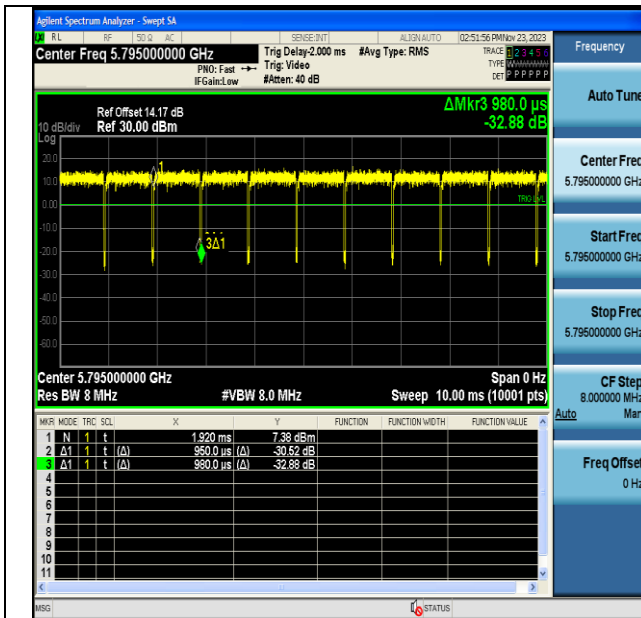 Agilent Spectrum Analyzer - Swept SA
RL RF 50 Ω AC SENSE:INT ALIGN AUTO 02:51:56 PM Nov 23, 2023
Center Freq 5.795000000 GHz
PNO: Fast
IFGain:Low
Trig Delay-2.000 ms
Trig: Video
#Atten: 40 dB
#Avg Type: RMS
TRACE 1 2 3 4 5 6
TYPE WWWWWW
DET P P P P P P
Frequency
Auto Tune
Center Freq
5.795000000 GHz
Start Freq
5.795000000 GHz
Stop Freq
5.795000000 GHz
CF Step
8.000000 MHz
Auto Man
Freq Offset
0 Hz
Ref Offset 14.17 dB
10 dB/div Ref 30.00 dBm
Log
ΔMkr3 980.0 µs
-32.88 dB
20.0
10.0
0.00
-10.0
-20.0
-30.0
-40.0
-50.0
-60.0
1
TRIG LVL
3Δ1
Center 5.795000000 GHz Span 0 Hz
Res BW 8 MHz #VBW 8.0 MHz Sweep 10.00 ms (10001 pts)
MKR MODE TRC SCL X Y FUNCTION FUNCTION WIDTH FUNCTION VALUE
1 N 1 t 1.920 ms 7.38 dBm
2 Δ1 1 t (Δ) 950.0 µs (Δ) -30.52 dB
3 Δ1 1 t (Δ) 980.0 µs (Δ) -32.88 dB
4
5
6
7
8
9
10
11
MSG STATUS